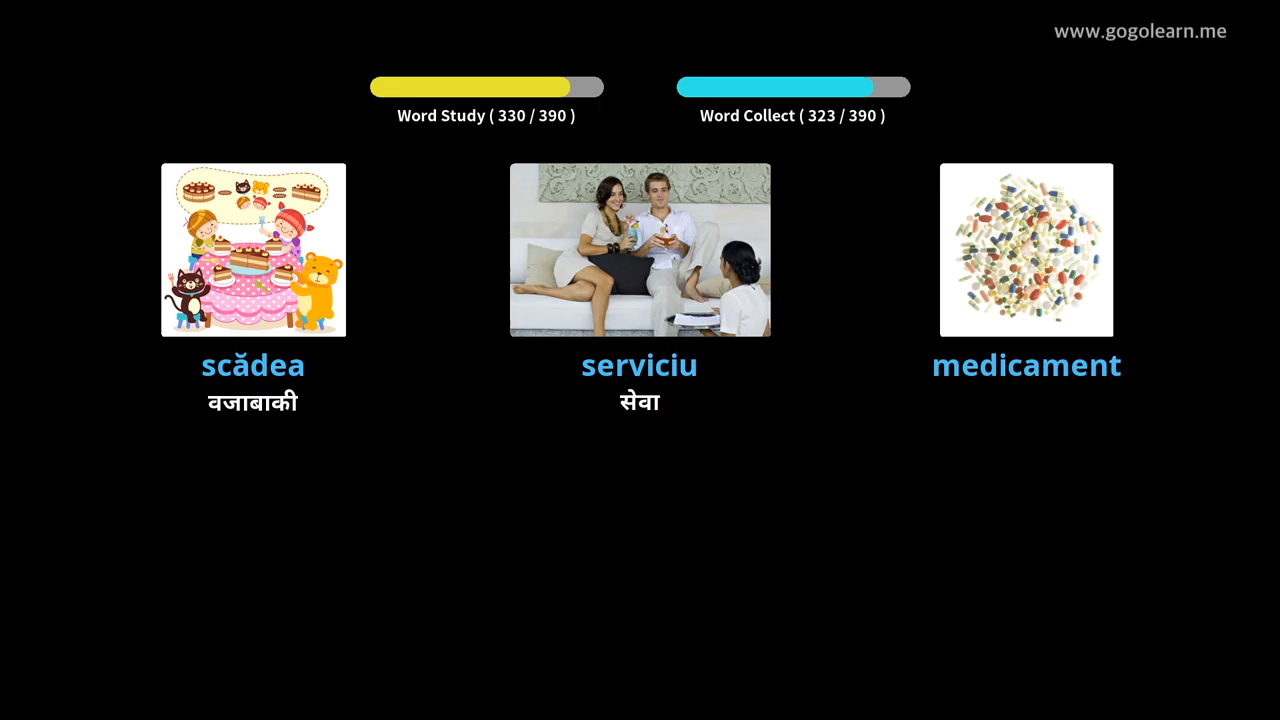 www.gogolearn.me
Word Study ( 330 / 390 )
Word Collect ( 323 / 390 )
scădea
serviciu
medicament
वजाबाकी
सेवा